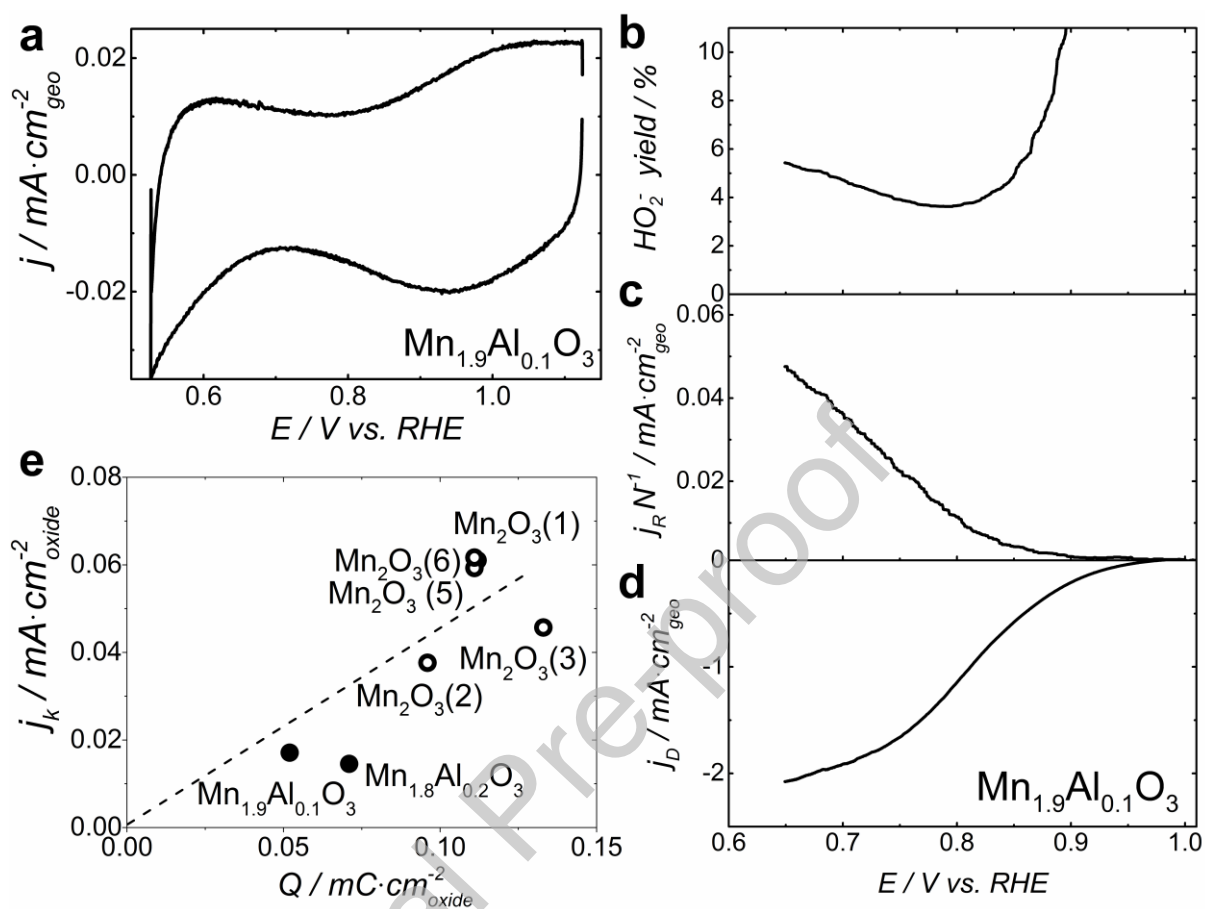 a
0.02
0.00
-0.02
j / mA·cm⁻²geo
Mn₁.₉Al₀.₁O₃
0.6 0.8 1.0
E / V vs. RHE
b
10
8
6
4
2
0
HO₂⁻ yield / %
c
0.06
0.04
0.02
0
j_R N⁻¹ / mA·cm⁻²geo
d
-1
-2
j_D / mA·cm⁻²geo
Mn₁.₉Al₀.₁O₃
0.6 0.7 0.8 0.9 1.0
E / V vs. RHE
e
0.08
0.06
0.04
0.02
0.00
j_k / mA·cm⁻²oxide
Mn₂O₃(1)
Mn₂O₃(6)
Mn₂O₃ (5)
Mn₂O₃(3)
Mn₂O₃(2)
Mn₁.₈Al₀.₂O₃
Mn₁.₉Al₀.₁O₃
0.00 0.05 0.10 0.15
Q / mC·cm⁻²oxide
al Pre-proof